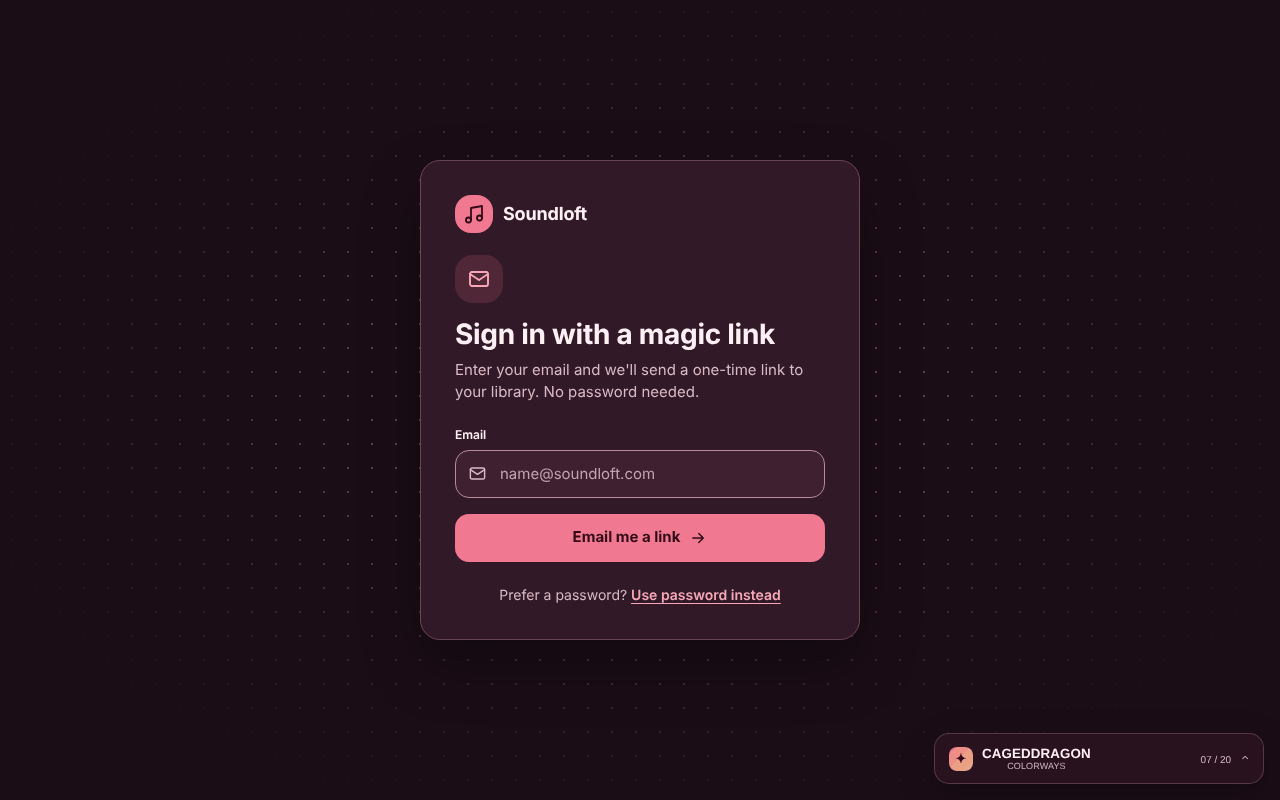 Soundloft
Sign in with a magic link
Enter your email and we'll send a one-time link to
your library. No password needed.
Email
name@soundloft.com
Email me a link
Prefer a password? Use password instead
CAGEDDRAGON
COLORWAYS
07 / 20